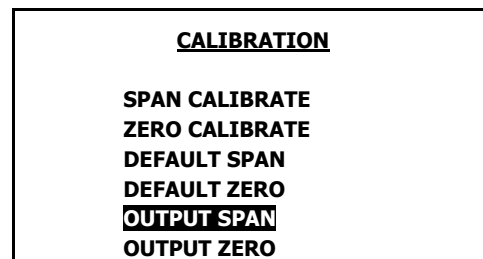 CALIBRATION
SPAN CALIBRATE
ZERO CALIBRATE
DEFAULT SPAN
DEFAULT ZERO
OUTPUT SPAN
OUTPUT ZERO